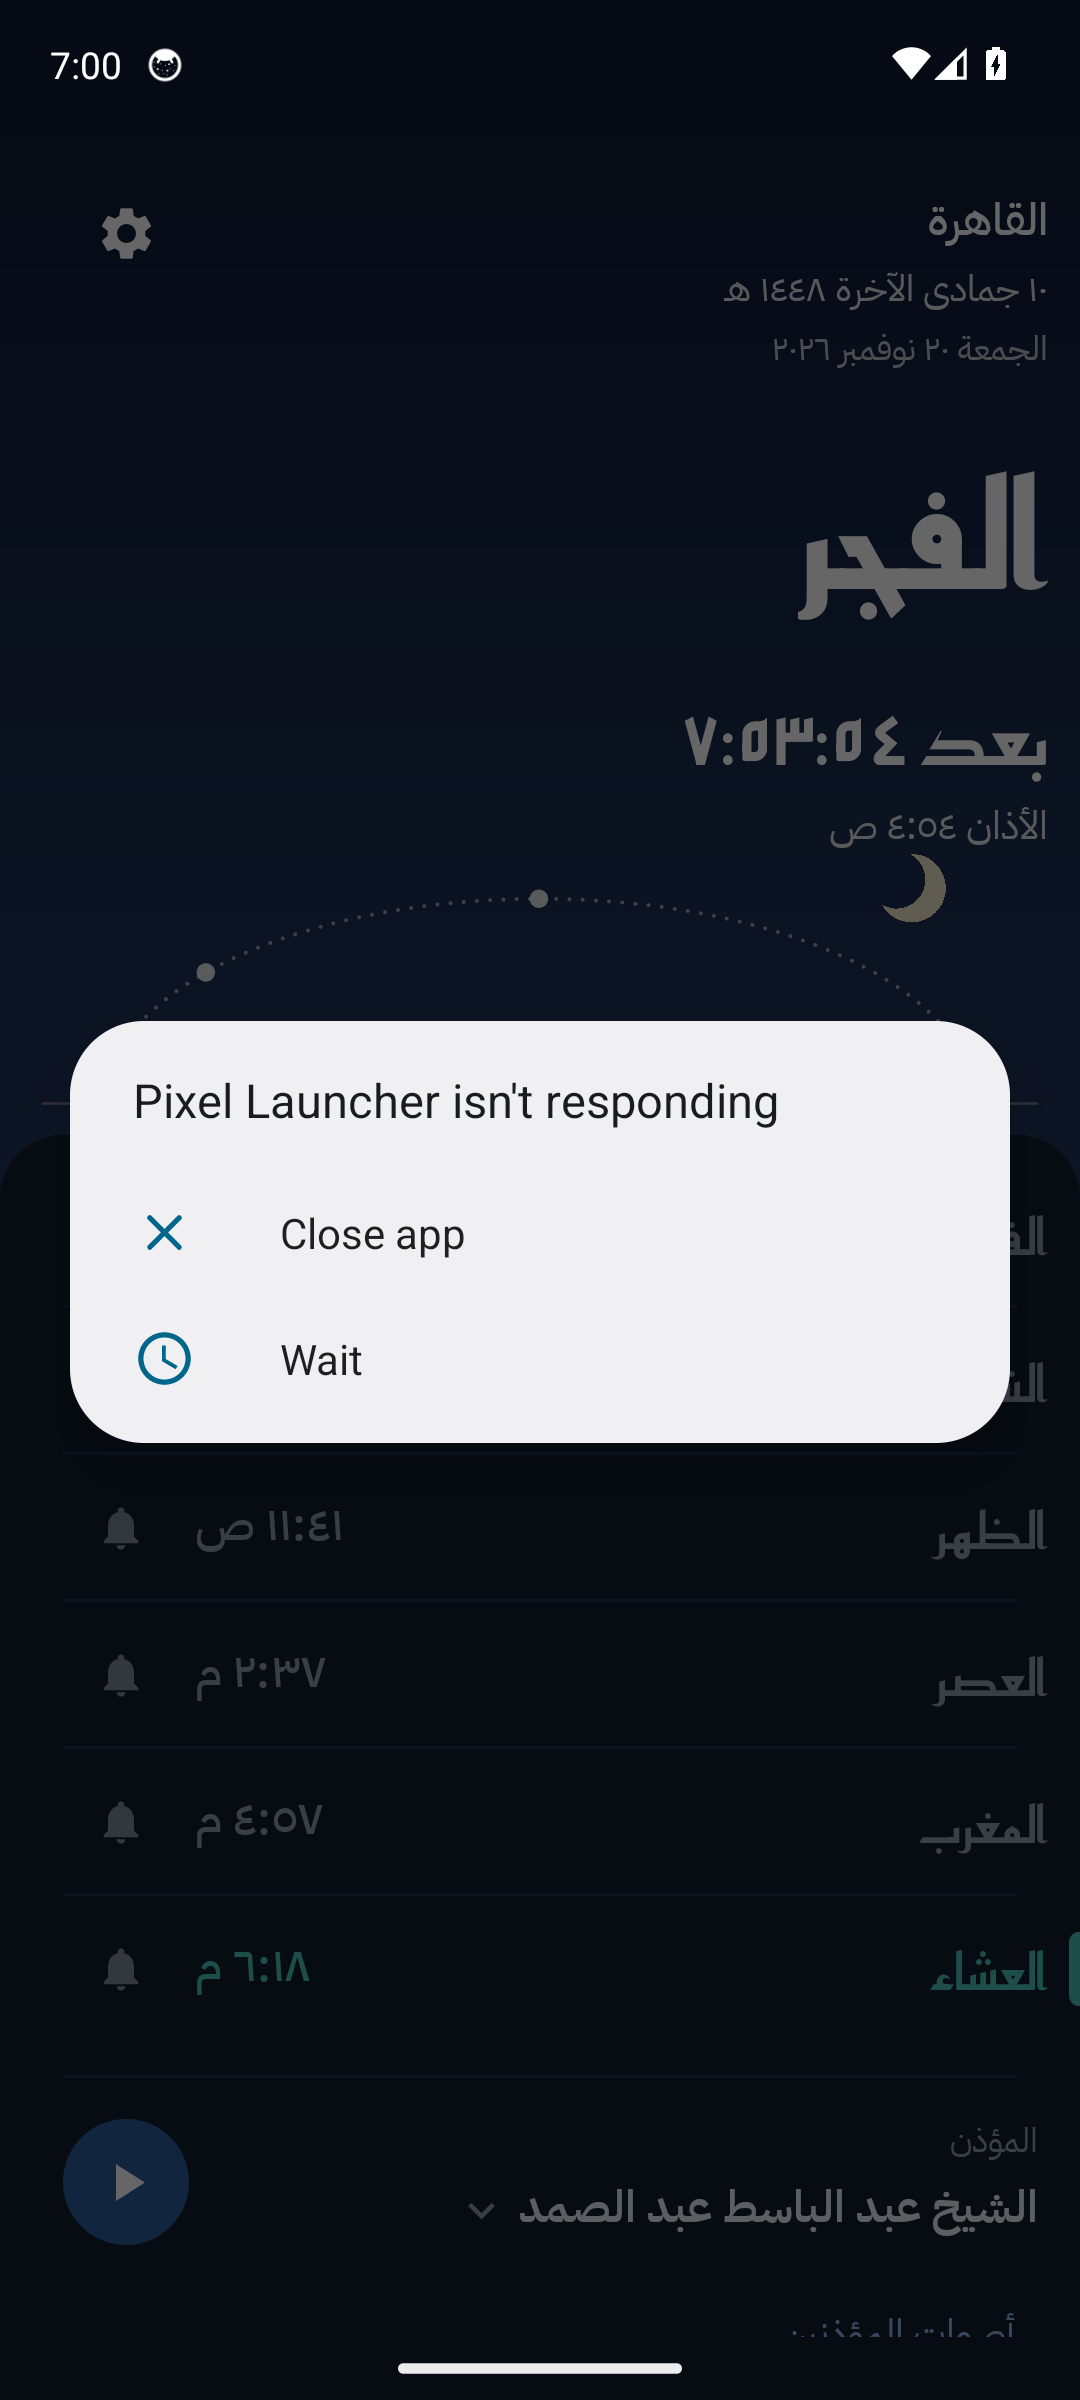 7:00
القاهرة
١٠ جمادى الآخرة ١٤٤٨ هـ
الجمعة ٢٠ نوفمبر ٢٠٢٦
الفجر
بعد ٧:٥٣:٥٤
الأذان ٤:٥٤ ص
Pixel Launcher isn't responding
Close app
Wait
الظهر ١١:٤١ ص
العصر ٢:٣٧ م
المغرب ٤:٥٧ م
العشاء ٦:١٨ م
المؤذن
الشيخ عبد الباسط عبد الصمد